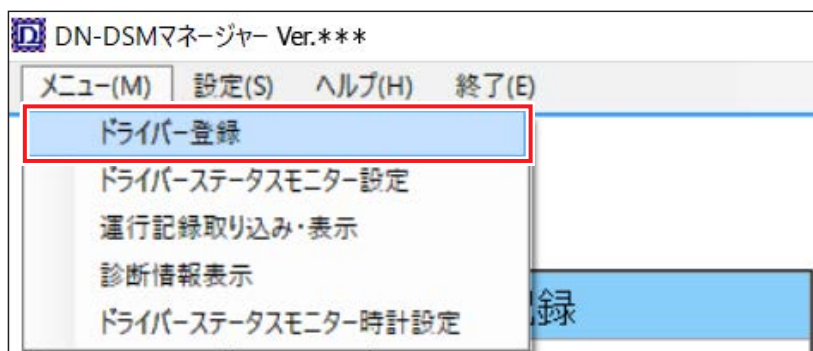 DN-DSMマネージャー Ver.***
メニュー(M) 設定(S) ヘルプ(H) 終了(E)
ドライバー登録
ドライバーステータスモニター設定
運行記録取り込み・表示
診断情報表示
ドライバーステータスモニター時計設定
録